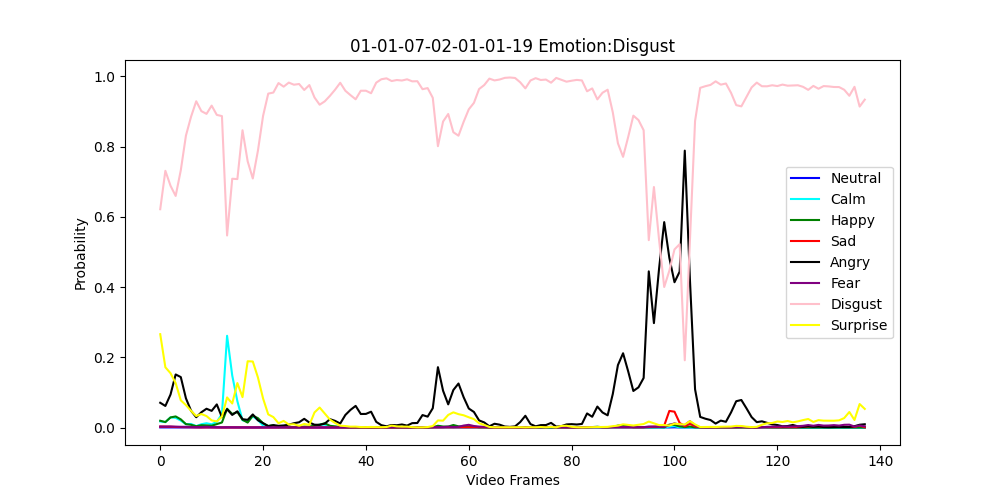 01-01-07-02-01-01-19 Emotion:Disgust
1.0
0.8
0.6
0.4
0.2
0.0
Probability
0
20
40
60
80
100
120
140
Video Frames
Neutral
Calm
Happy
Sad
Angry
Fear
Disgust
Surprise